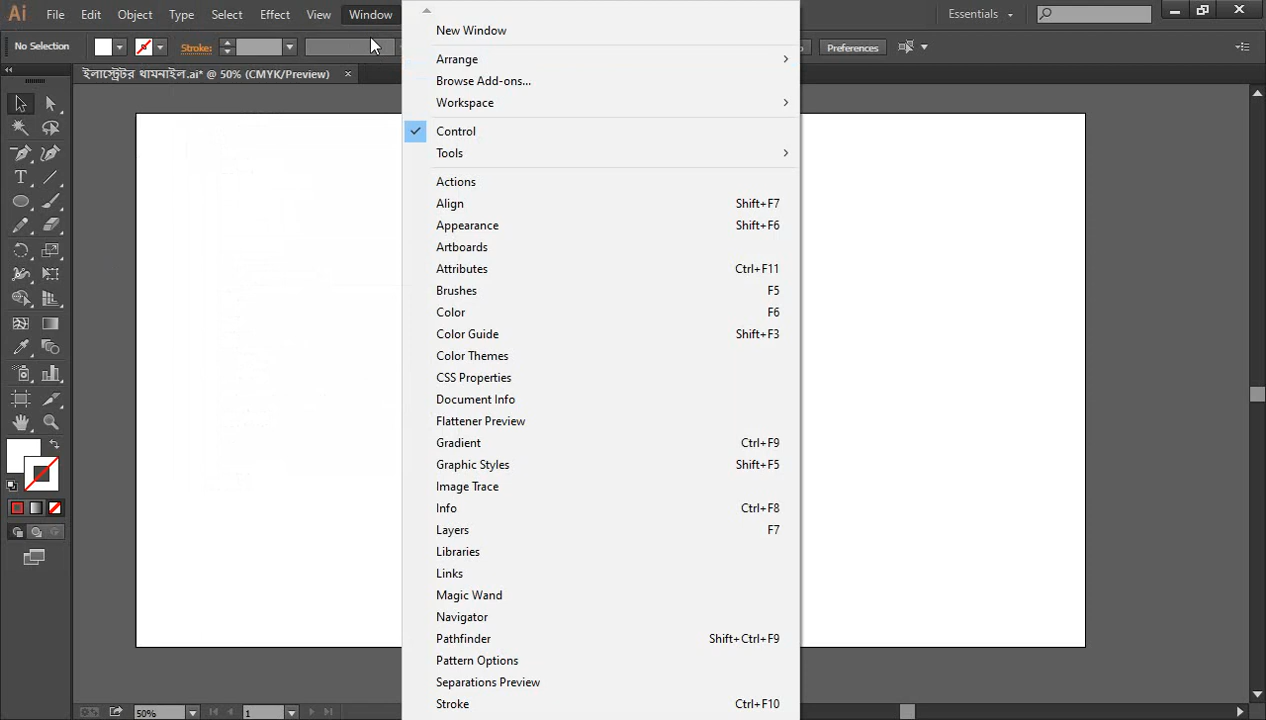 Ai File Edit Object Type Select Effect View Window Essentials
No Selection Stroke: Preferences
ইলাস্ট্রেটর থামনাইল.ai* @ 50% (CMYK/Preview) ×
New Window
Arrange
Browse Add-ons...
Workspace
Control
Tools
Actions
Align Shift+F7
Appearance Shift+F6
Artboards
Attributes Ctrl+F11
Brushes F5
Color F6
Color Guide Shift+F3
Color Themes
CSS Properties
Document Info
Flattener Preview
Gradient Ctrl+F9
Graphic Styles Shift+F5
Image Trace
Info Ctrl+F8
Layers F7
Libraries
Links
Magic Wand
Navigator
Pathfinder Shift+Ctrl+F9
Pattern Options
Separations Preview
Stroke Ctrl+F10
50% 1